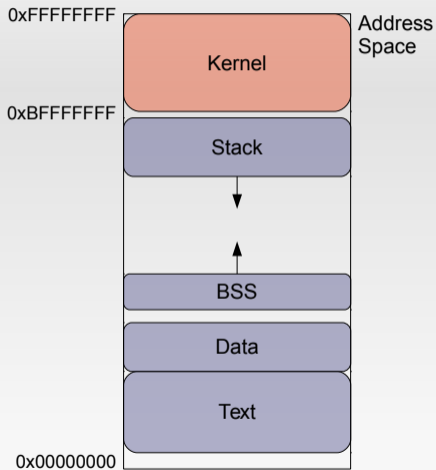 0xFFFFFFFF
Address
Space
Kernel
0xBFFFFFFF
Stack
BSS
Data
Text
0x00000000